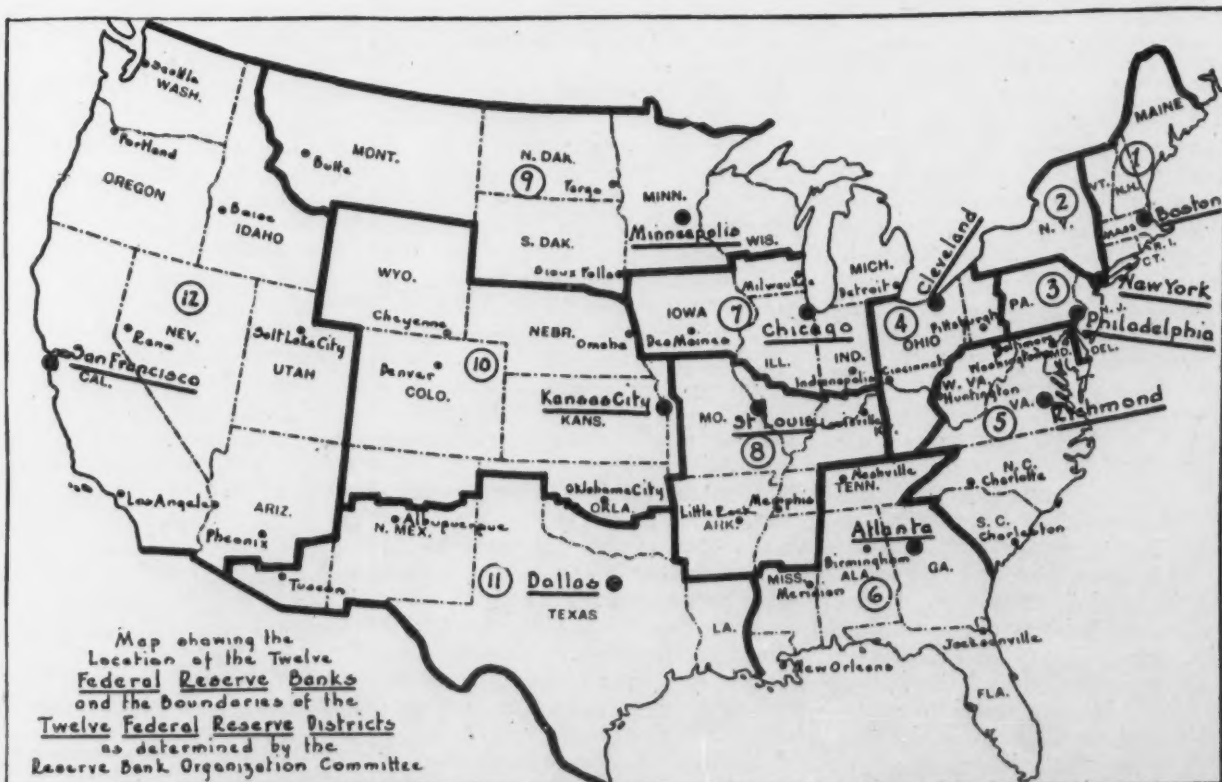 Seattle
WASH.
Portland
OREGON
Boise
IDAHO
MONT.
Butte
N. DAK.
9
Fargo
S. DAK.
Sioux Falls
MINN.
Minneapolis
WIS.
Milwaukee
MICH.
Detroit
MAINE
1
VT.
N.H.
Boston
MASS
R. I.
CT.
2
N.Y.
New York
Cleveland
4
OHIO
Pittsburgh
PA.
3
N. J.
Philadelphia
DEL.
Baltimore
Washington
MD.
W. VA.
Huntington
VA.
Richmond
5
Cincinnati
WYO.
Cheyenne
NEBR.
Omaha
IOWA
7
Des Moines
Chicago
ILL.
IND.
Indianapolis
12
NEV.
Reno
Salt Lake City
UTAH
San Francisco
CAL.
Denver
COLO.
10
Kansas City
KANS.
MO.
St Louis
8
Louisville
KY.
Los Angeles
ARIZ.
Pheonix
Tucson
N. MEX.
Albuquerque
Oklahoma City
OKLA.
Little Rock
ARK.
Memphis
Nashville
TENN.
N. C.
Charlotte
S. C.
Charleston
Atlanta
Birmingham
ALA.
GA.
6
MISS.
Meridian
11
Dallas
TEXAS
LA.
New Orleans
Jacksonville
FLA.
Map showing the
Location of the Twelve
Federal Reserve Banks
and the Boundaries of the
Twelve Federal Reserve Districts
as determined by the
Reserve Bank Organization Committee